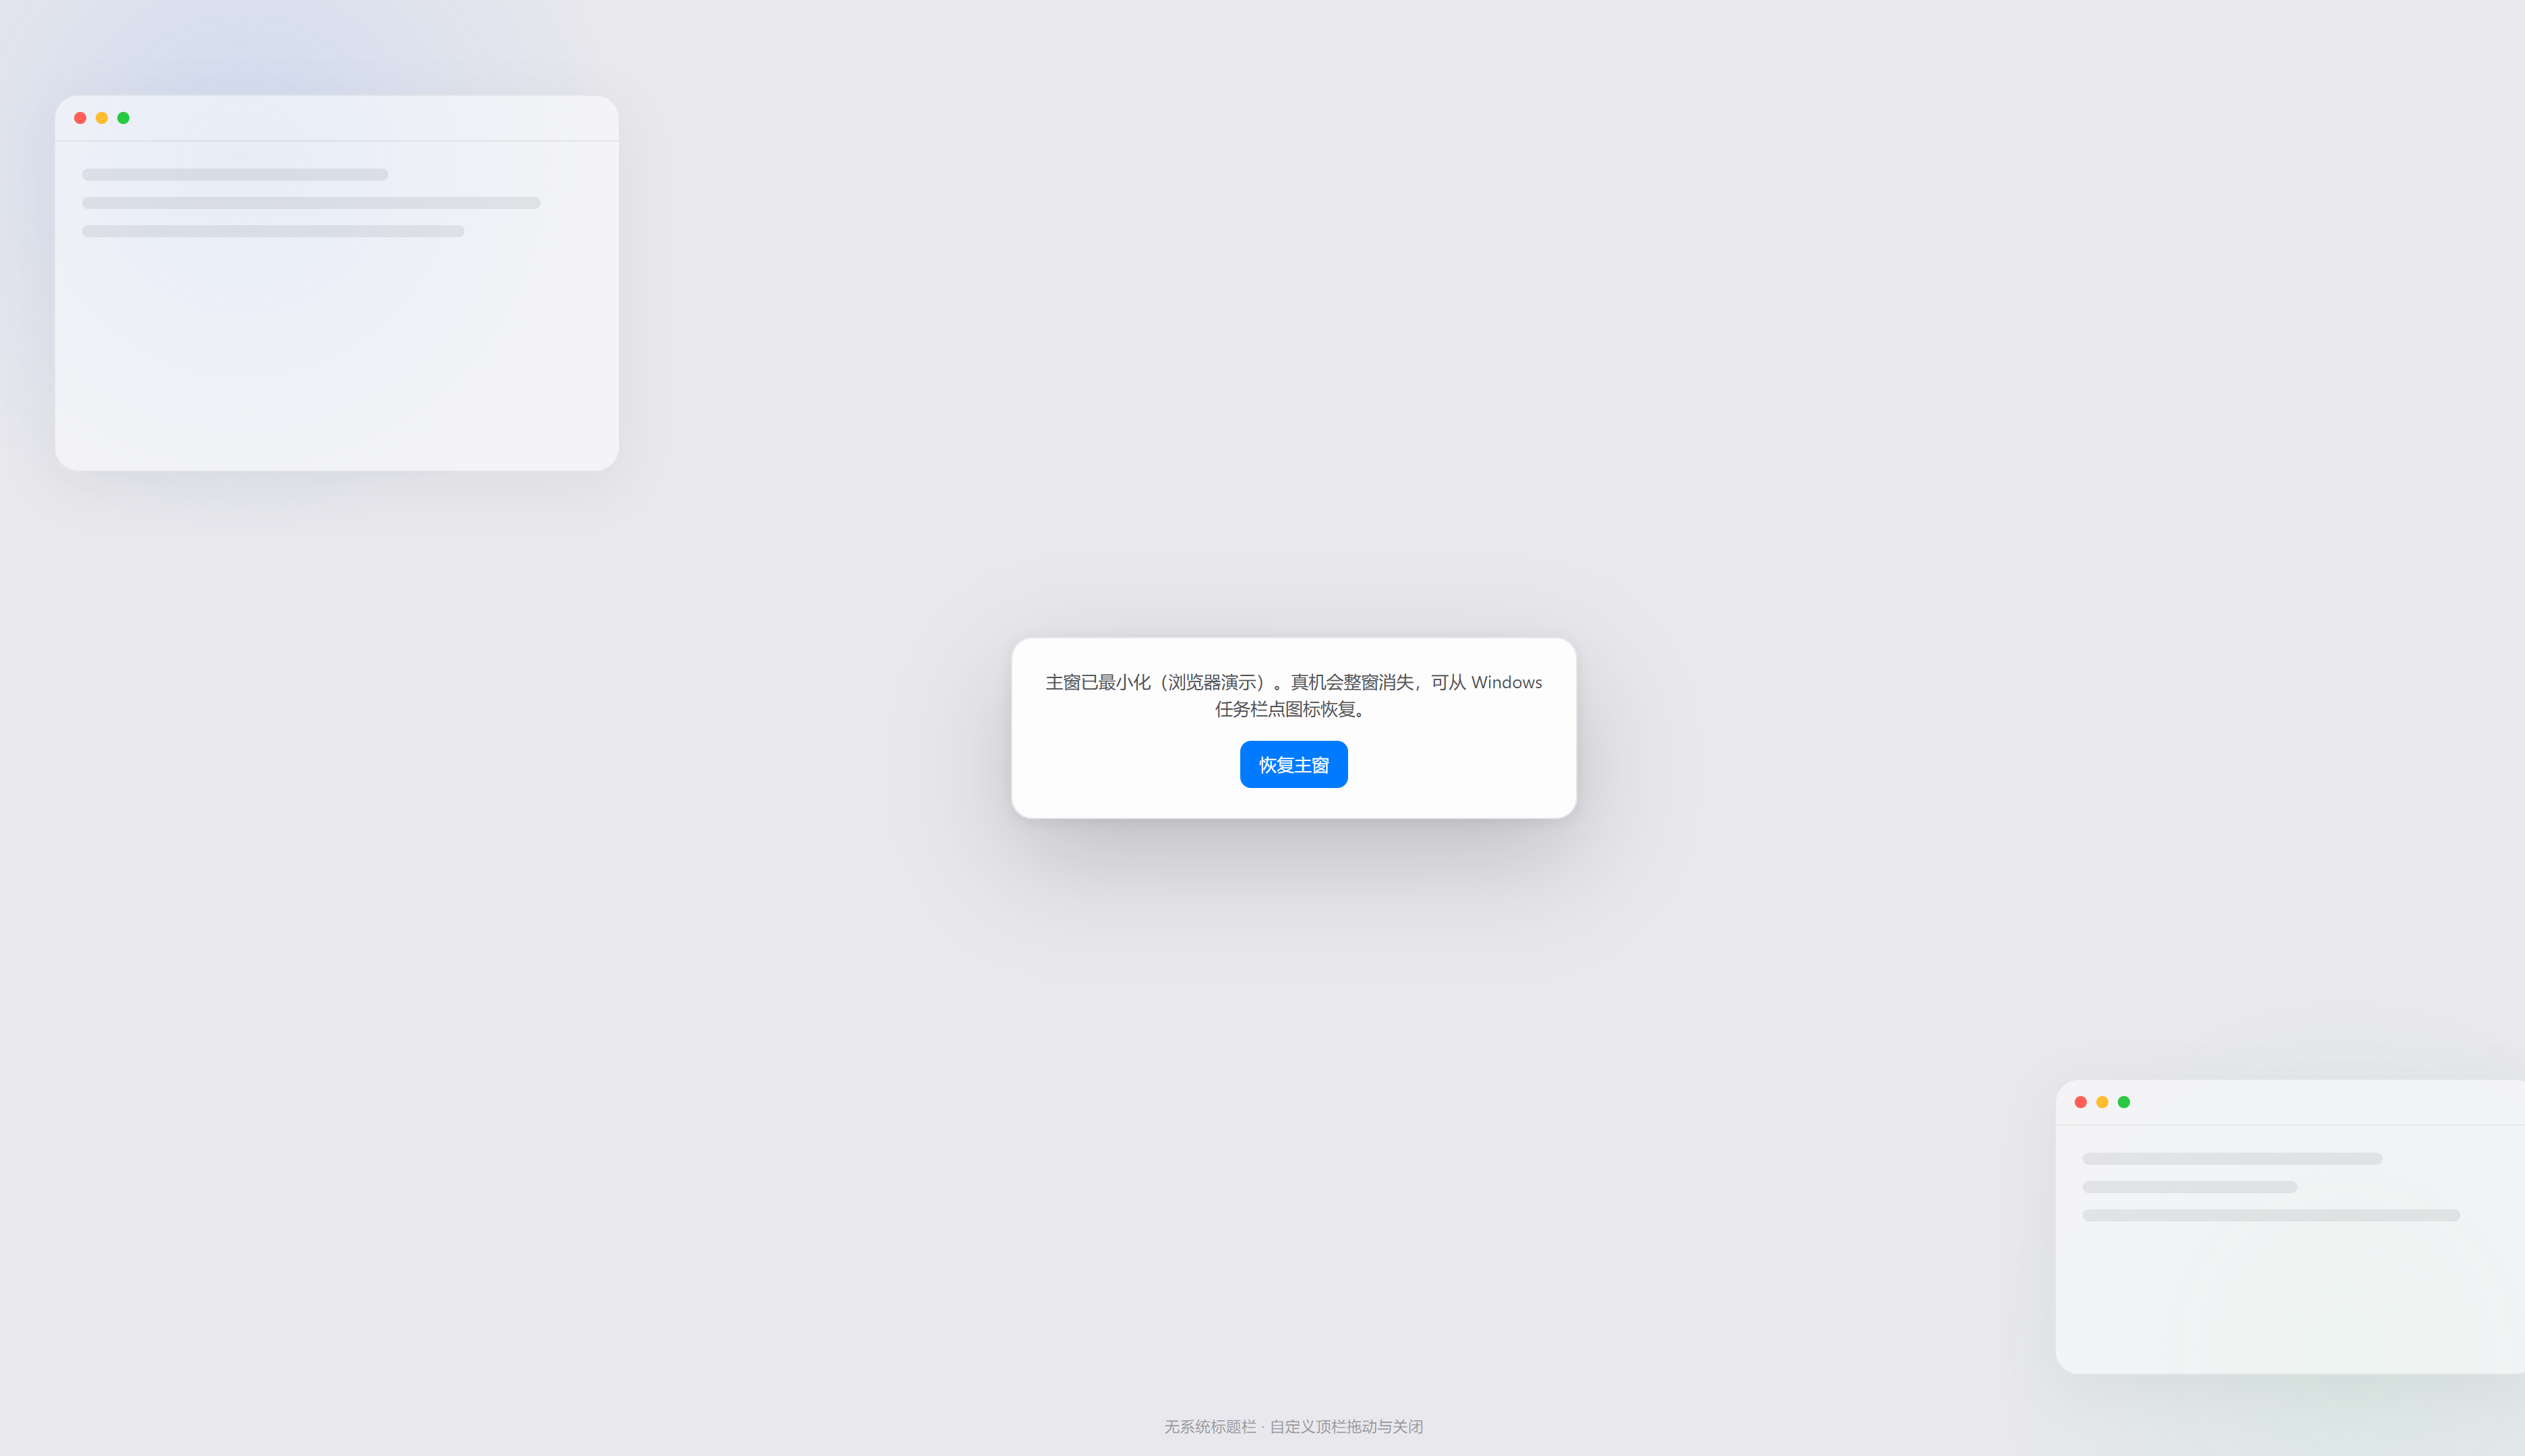 主窗已最小化（浏览器演示）。真机会整窗消失，可从 Windows
任务栏点图标恢复。
恢复主窗
无系统标题栏 · 自定义顶栏拖动与关闭